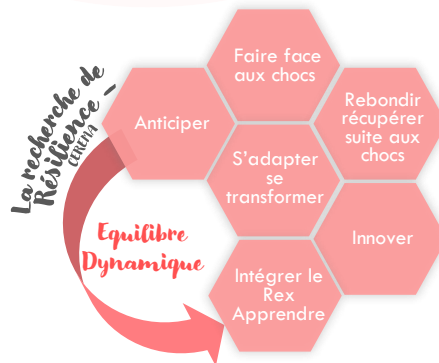 La recherche de
Résilience –
CEREMA
Anticiper
Faire face
aux chocs
Rebondir
récupérer
suite aux
chocs
S'adapter
se
transformer
Innover
Intégrer le
Rex
Apprendre
Equilibre
Dynamique